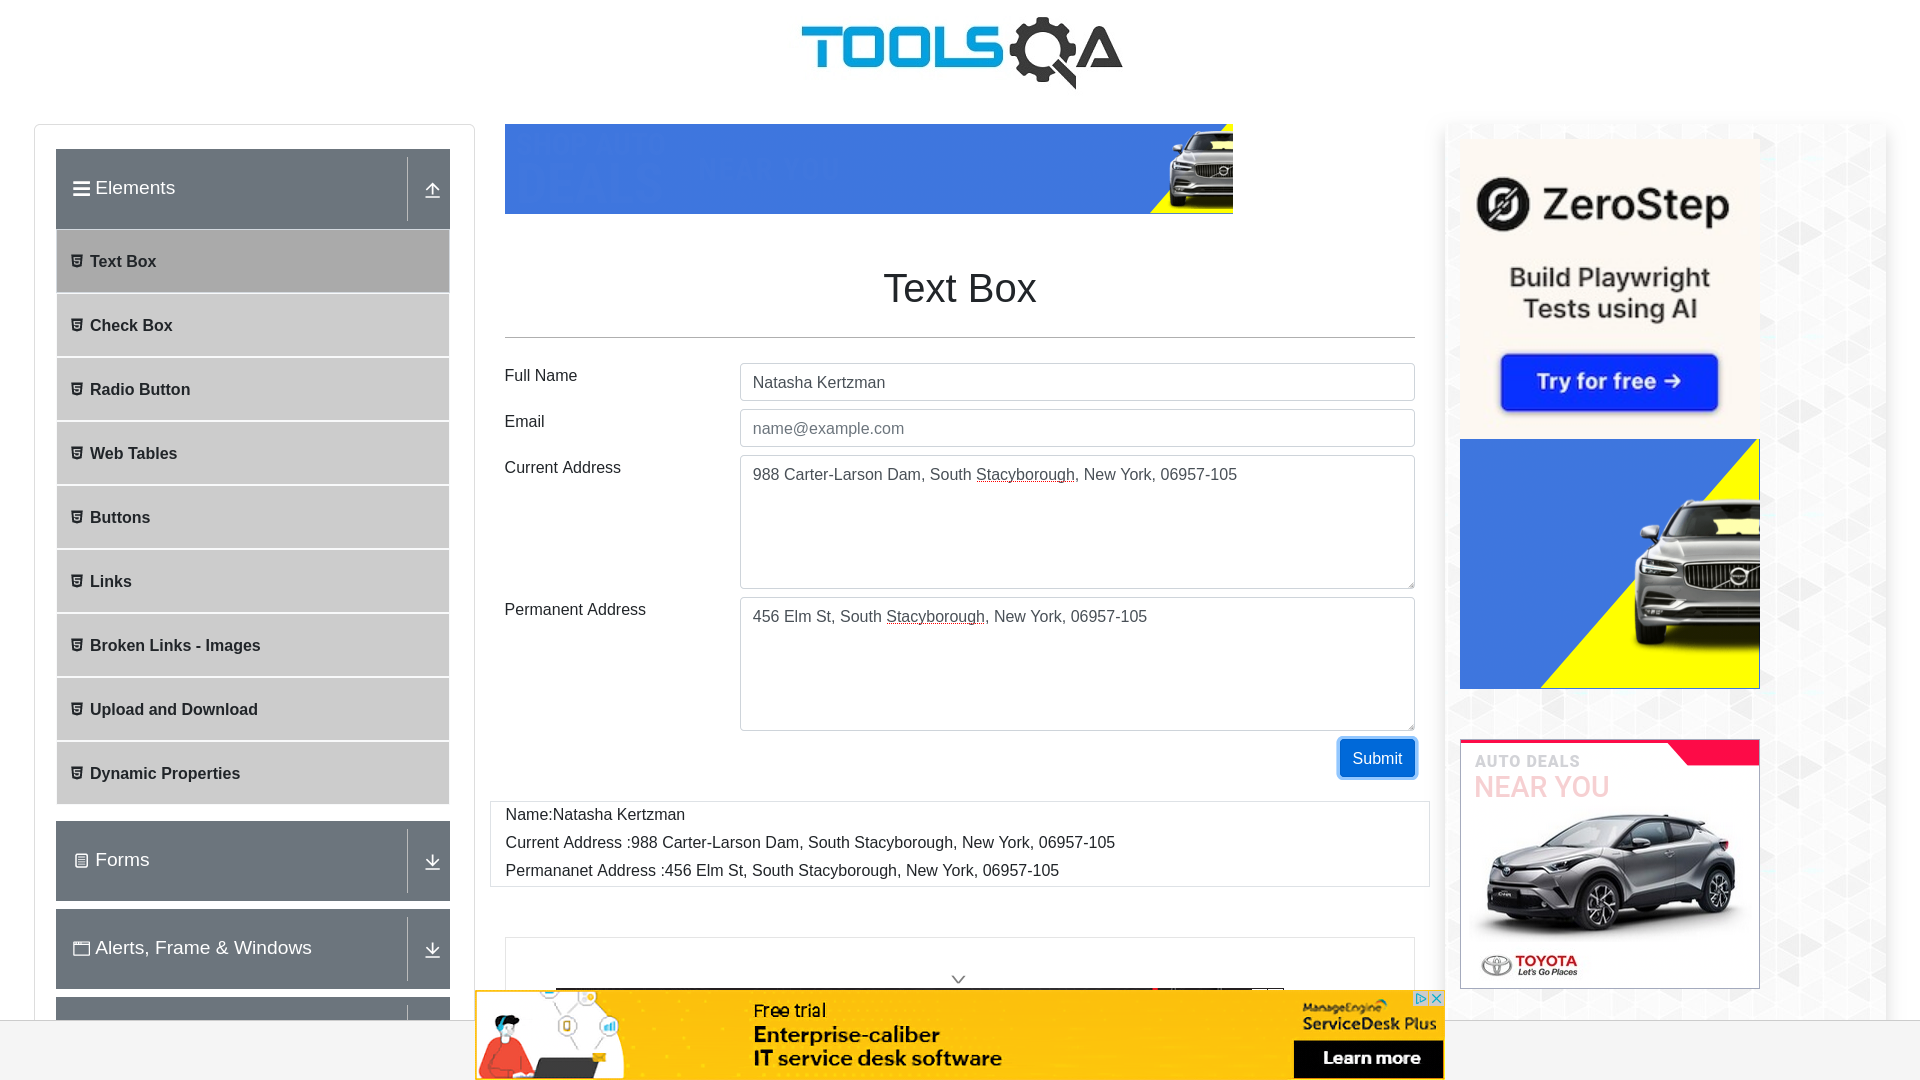 TOOLSQA
Elements
Text Box
Check Box
Radio Button
Web Tables
Buttons
Links
Broken Links - Images
Upload and Download
Dynamic Properties
Forms
Alerts, Frame & Windows
Text Box
Full Name
Natasha Kertzman
Email
name@example.com
Current Address
988 Carter-Larson Dam, South Stacyborough, New York, 06957-105
Permanent Address
456 Elm St, South Stacyborough, New York, 06957-105
Submit
Name:Natasha Kertzman
Current Address :988 Carter-Larson Dam, South Stacyborough, New York, 06957-105
Permananet Address :456 Elm St, South Stacyborough, New York, 06957-105
Free trial
Enterprise-caliber
IT service desk software
ManageEngine
ServiceDesk Plus
Learn more
ZeroStep
Build Playwright
Tests using AI
Try for free →
AUTO DEALS
NEAR YOU
TOYOTA
Let's Go Places